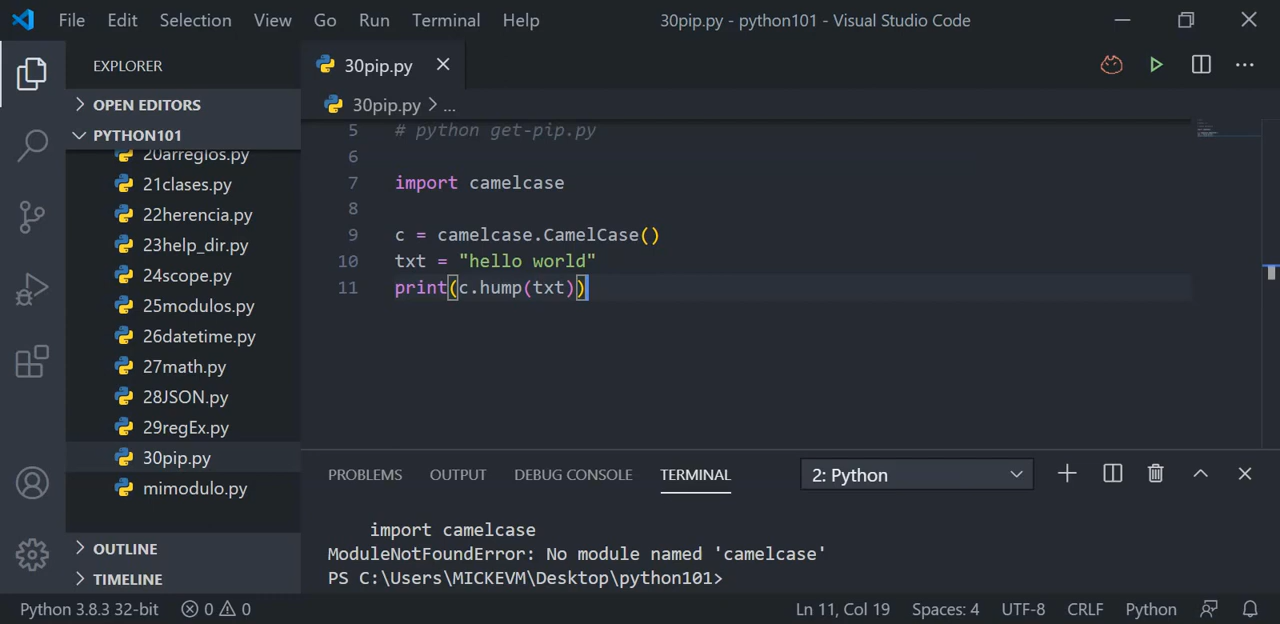 File Edit Selection View Go Run Terminal Help 30pip.py - python101 - Visual Studio Code
EXPLORER
OPEN EDITORS
PYTHON101
20arreglos.py
21clases.py
22herencia.py
23help_dir.py
24scope.py
25modulos.py
26datetime.py
27math.py
28JSON.py
29regEx.py
30pip.py
mimodulo.py
OUTLINE
TIMELINE
30pip.py
30pip.py > ...
5 # python get-pip.py
6
7 import camelcase
8
9 c = camelcase.CamelCase()
10 txt = "hello world"
11 print(c.hump(txt))
PROBLEMS OUTPUT DEBUG CONSOLE TERMINAL 2: Python
import camelcase
ModuleNotFoundError: No module named 'camelcase'
PS C:\Users\MICKEVM\Desktop\python101>
Python 3.8.3 32-bit 0 0 Ln 11, Col 19 Spaces: 4 UTF-8 CRLF Python